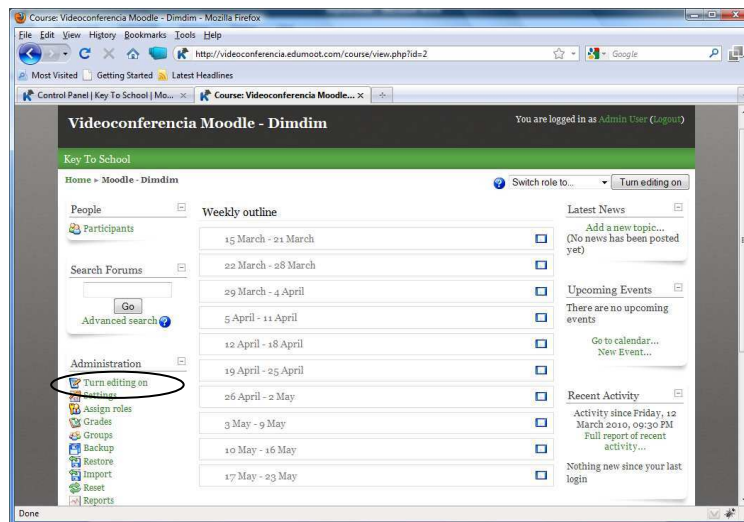 Course: Videoconferencia Moodle - Dimdim - Mozilla Firefox
File Edit View History Bookmarks Tools Help
http://videoconferencia.edumoot.com/course/view.php?id=2
Google
Most Visited Getting Started Latest Headlines
Control Panel | Key To School | Mo...
Course: Videoconferencia Moodle...
Videoconferencia Moodle - Dimdim
You are logged in as Admin User (Logout)
Key To School
Home ► Moodle - Dimdim
Switch role to...
Turn editing on
People
Participants
Search Forums
Go
Advanced search
Administration
Turn editing on
Settings
Assign roles
Grades
Groups
Backup
Restore
Import
Reset
Reports
Weekly outline
15 March - 21 March
22 March - 28 March
29 March - 4 April
5 April - 11 April
12 April - 18 April
19 April - 25 April
26 April - 2 May
3 May - 9 May
10 May - 16 May
17 May - 23 May
Latest News
Add a new topic...
(No news has been posted
yet)
Upcoming Events
There are no upcoming
events
Go to calendar...
New Event...
Recent Activity
Activity since Friday, 12
March 2010, 09:30 PM
Full report of recent
activity...
Nothing new since your last
login
Done